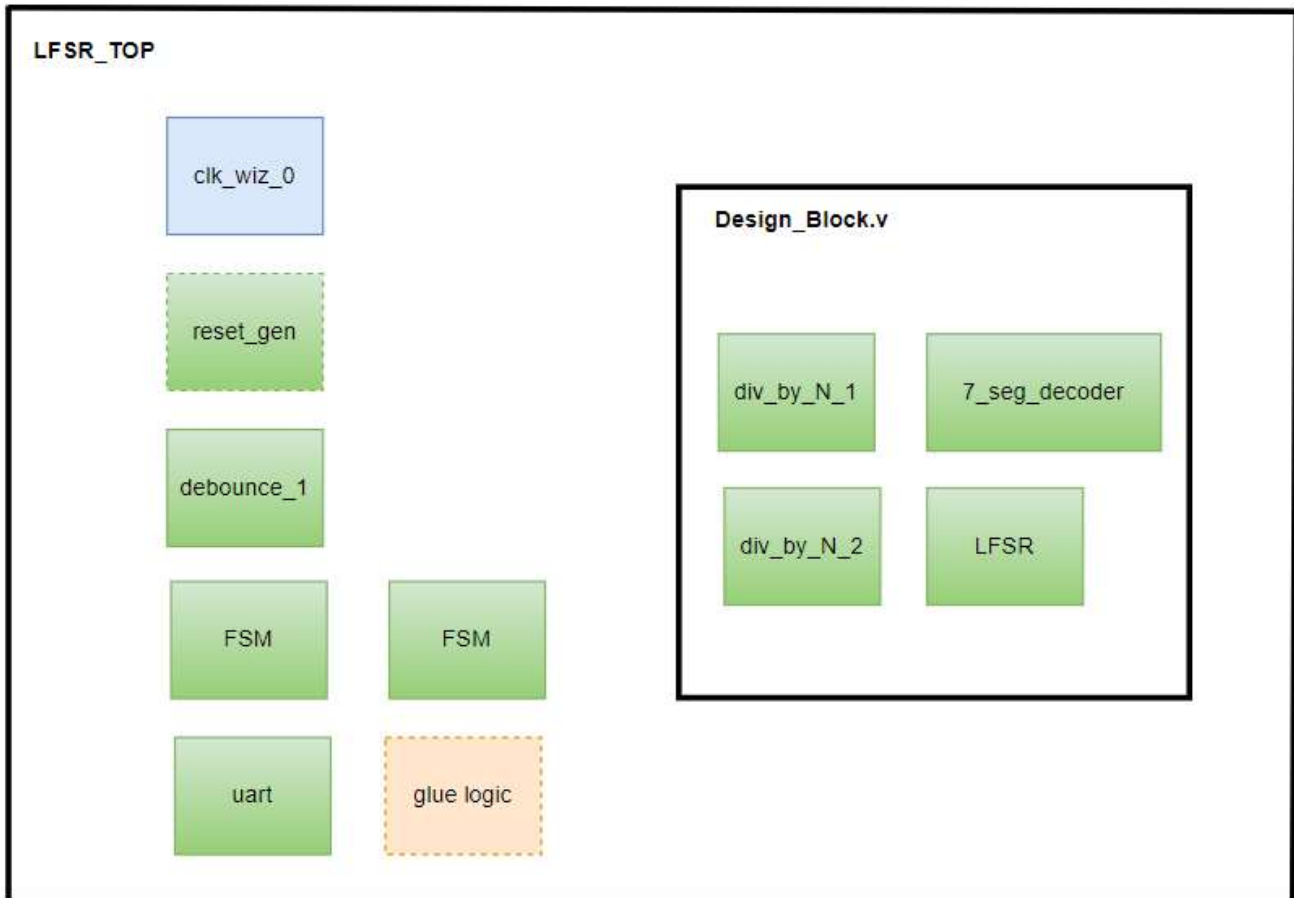 LFSR_TOP
clk_wiz_0
Design_Block.v
reset_gen
div_by_N_1
7_seg_decoder
debounce_1
div_by_N_2
LFSR
FSM
FSM
uart
glue logic